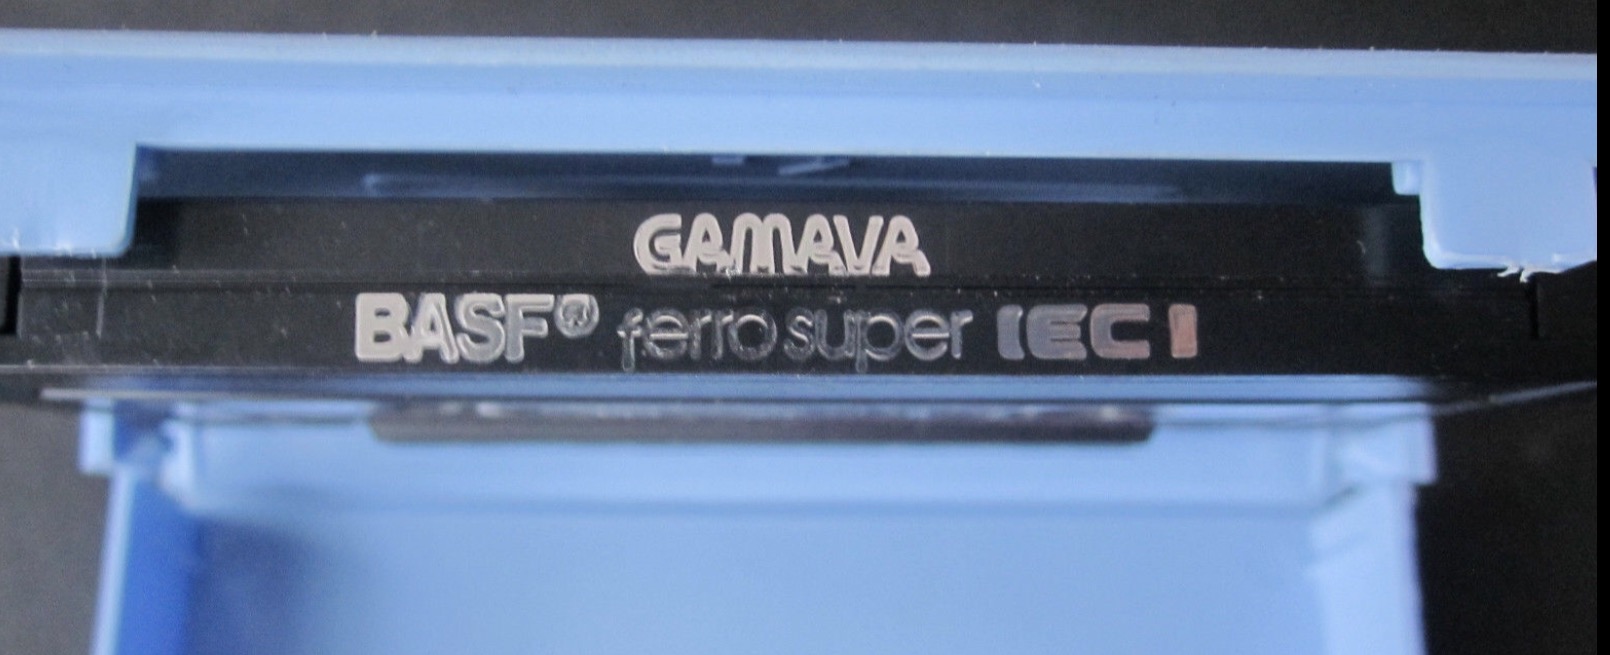 GAMAVA
BASF® ferro super IEC I